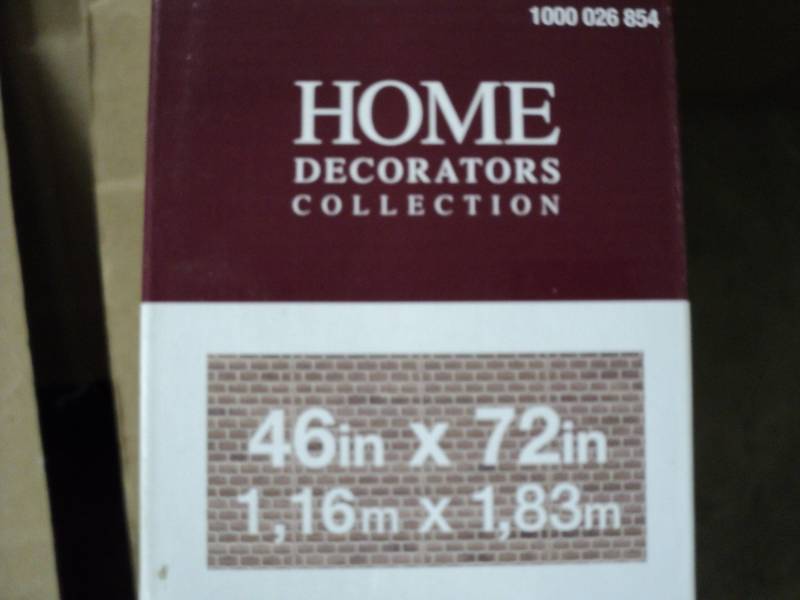 1000 026 854
HOME
DECORATORS
COLLECTION
46in x 72in
1,16m x 1,83m